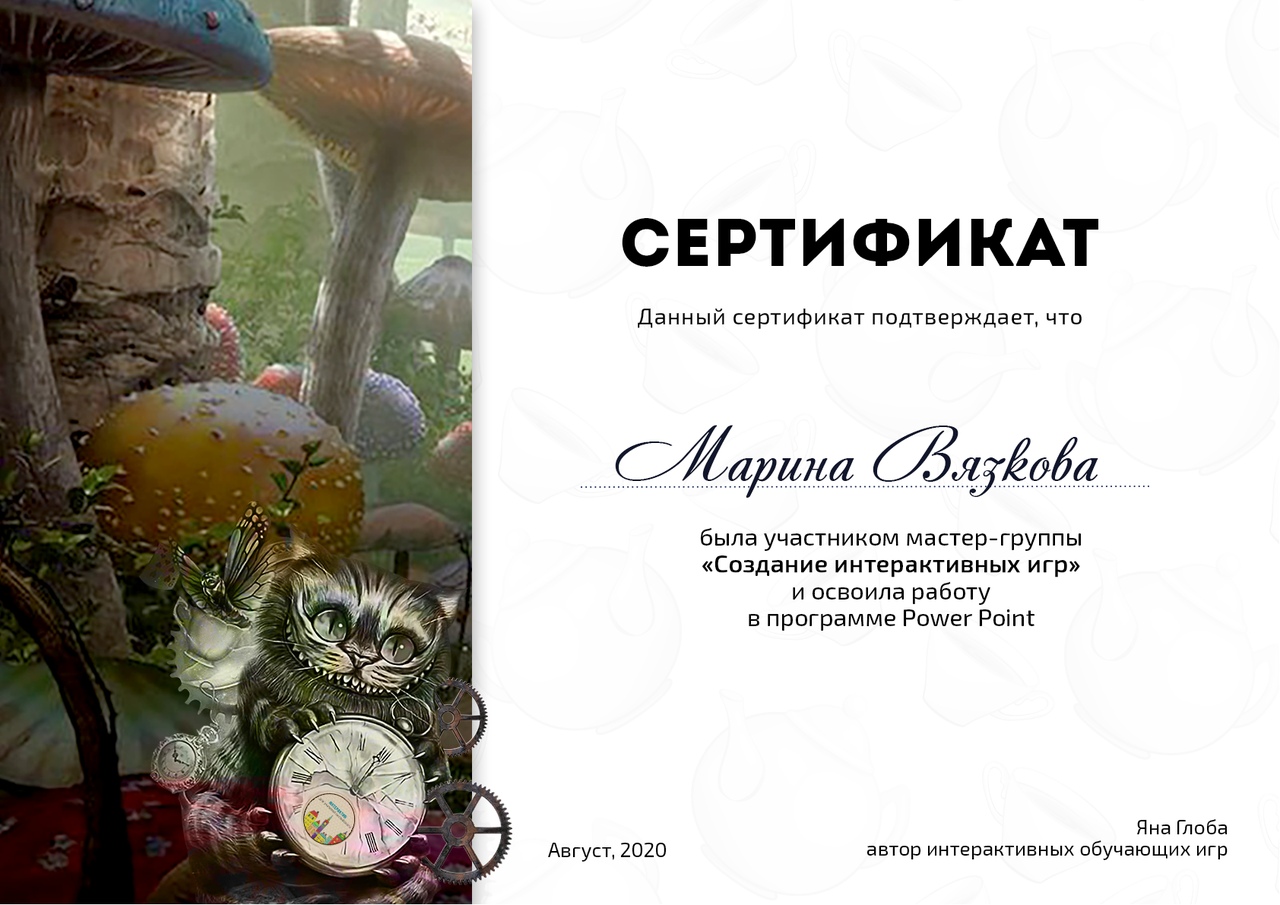 СЕРТИФИКАТ
Данный сертификат подтверждает, что
Марина Вязкова
была участником мастер-группы
«Создание интерактивных игр»
и освоила работу
в программе Power Point
Август, 2020
Яна Глоба
автор интерактивных обучающих игр